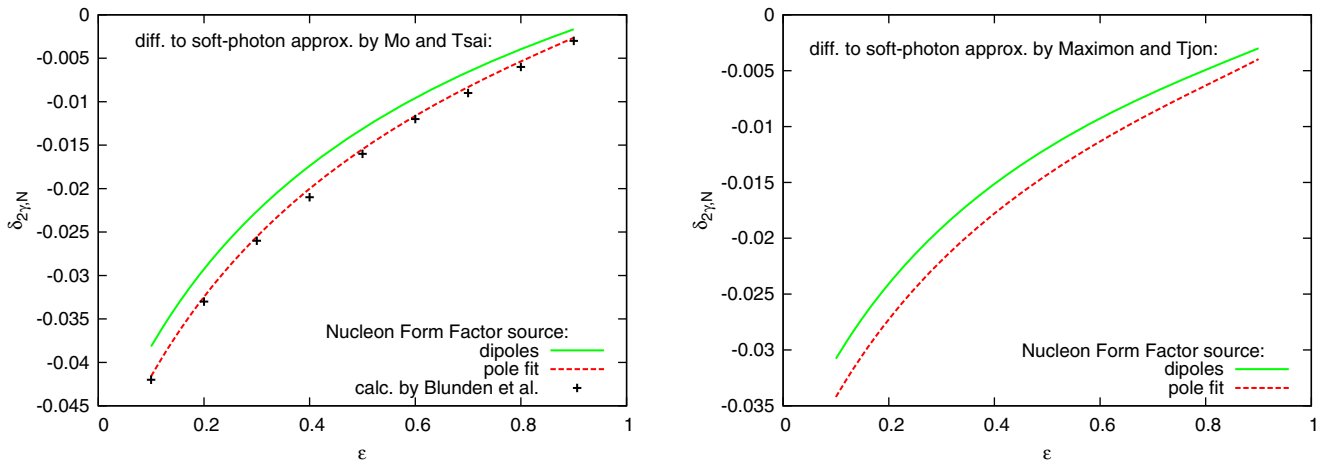 diff. to soft-photon approx. by Mo and Tsai:
0
-0.005
-0.01
-0.015
-0.02
-0.025
-0.03
-0.035
-0.04
-0.045
δ2γ,N
Nucleon Form Factor source:
dipoles
pole fit
calc. by Blunden et al.
0 0.2 0.4 0.6 0.8 1
ε
diff. to soft-photon approx. by Maximon and Tjon:
0
-0.005
-0.01
-0.015
-0.02
-0.025
-0.03
-0.035
δ2γ,N
Nucleon Form Factor source:
dipoles
pole fit
0 0.2 0.4 0.6 0.8 1
ε